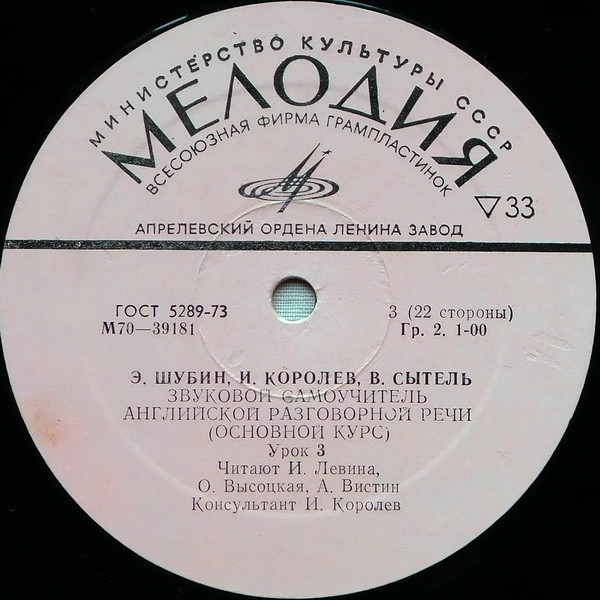 МИНИСТЕРСТВО КУЛЬТУРЫ СССР
МЕЛОДИЯ
ВСЕСОЮЗНАЯ ФИРМА ГРАМПЛАСТИНОК
▽33
АПРЕЛЕВСКИЙ ОРДЕНА ЛЕНИНА ЗАВОД
ГОСТ 5289-73 3 (22 стороны)
М70—39181 Гр. 2. 1-00
Э. ШУБИН, И. КОРОЛЕВ, В. СЫТЕЛЬ
ЗВУКОВОЙ САМОУЧИТЕЛЬ
АНГЛИЙСКОЙ РАЗГОВОРНОЙ РЕЧИ
(ОСНОВНОЙ КУРС)
Урок 3
Читают И. Левина,
О. Высоцкая, А. Вистин
Консультант И. Королев